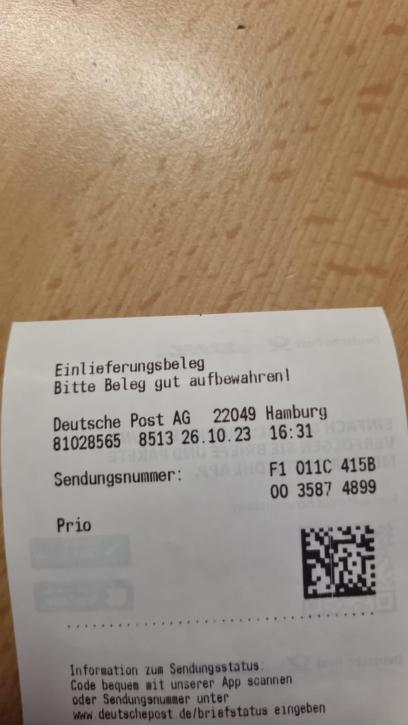 Einlieferungsbeleg
Bitte Beleg gut aufbewahren!
Deutsche Post AG 22049 Hamburg
81028565 8513 26.10.23 16:31
Sendungsnummer: F1 011C 415B
00 3587 4899
Prio
Information zum Sendungsstatus:
Code bequem mit unserer App scannen
oder Sendungsnummer unter
www.deutschepost.de/briefstatus eingeben